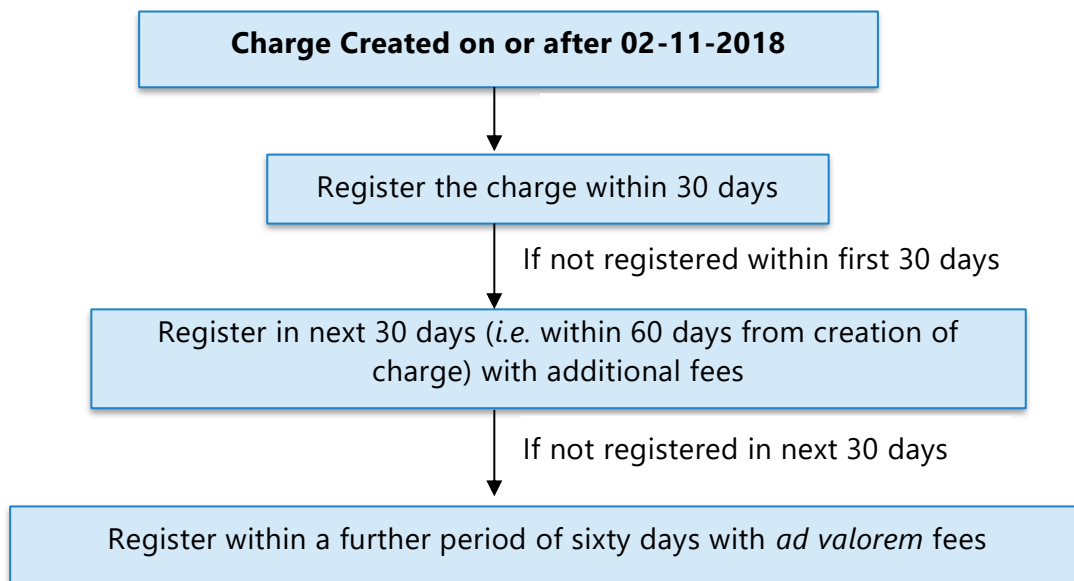 Charge Created on or after 02-11-2018
Register the charge within 30 days
If not registered within first 30 days
Register in next 30 days (i.e. within 60 days from creation of
charge) with additional fees
If not registered in next 30 days
Register within a further period of sixty days with ad valorem fees